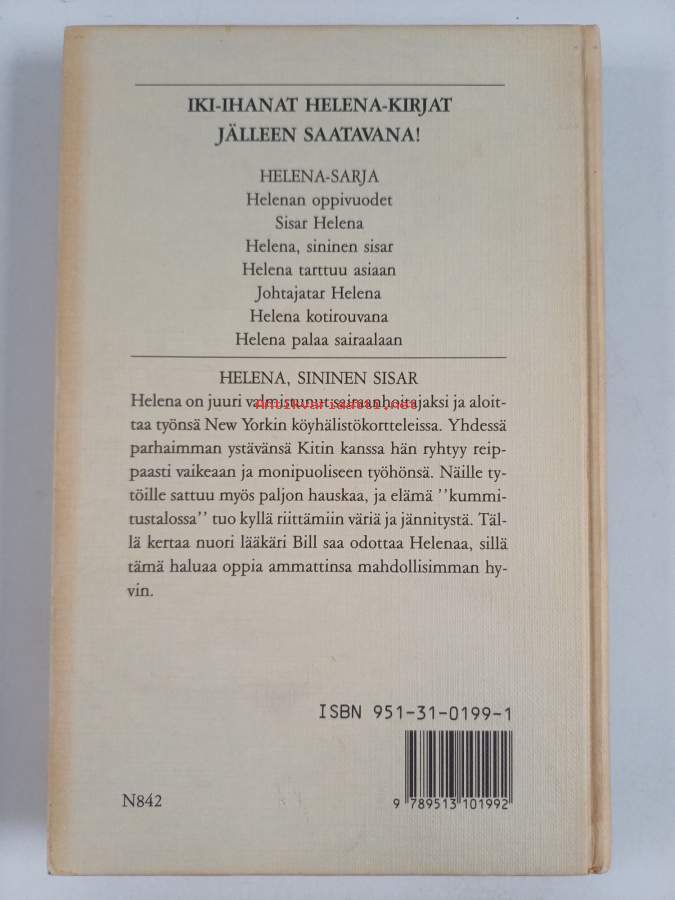 IKI-IHANAT HELENA-KIRJAT
JÄLLEEN SAATAVANA!
HELENA-SARJA
Helenan oppivuodet
Sisar Helena
Helena, sininen sisar
Helena tarttuu asiaan
Johtajatar Helena
Helena kotirouvana
Helena palaa sairaalaan
HELENA, SININEN SISAR
Helena on juuri valmistunut sairaanhoitajaksi ja aloit-
Antikvariaatti.net
taa työnsä New Yorkin köyhälistökortteleissa. Yhdessä
parhaimman ystävänsä Kitin kanssa hän ryhtyy reip-
paasti vaikeaan ja monipuoliseen työhönsä. Näille ty-
töille sattuu myös paljon hauskaa, ja elämä "kummi-
tustalossa" tuo kyllä riittämiin väriä ja jännitystä. Täl-
lä kertaa nuori lääkäri Bill saa odottaa Helenaa, sillä
tämä haluaa oppia ammattinsa mahdollisimman hy-
vin.
ISBN 951-31-0199-1
N842
9 789513 101992